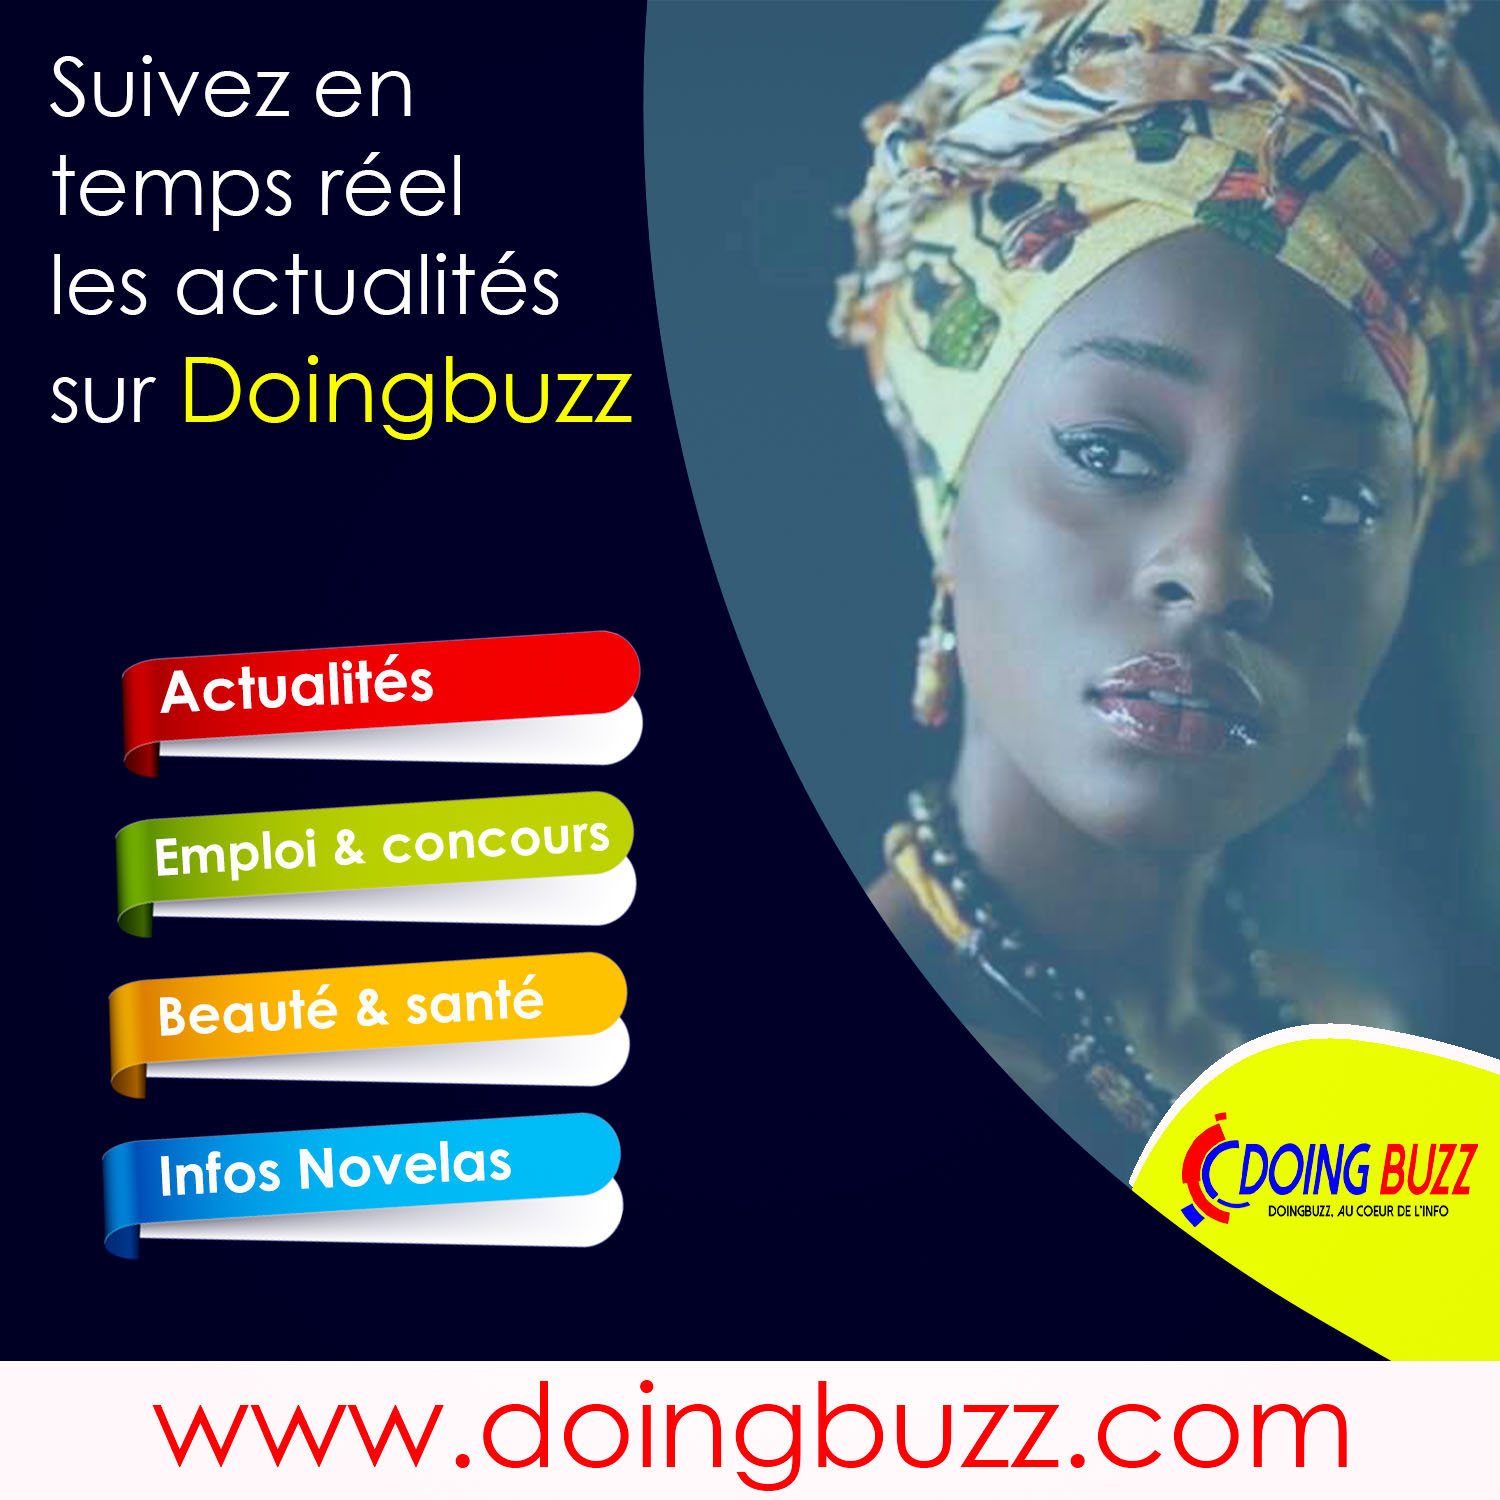 Suivez en
temps réel
les actualités
sur Doingbuzz
Actualités
Emploi & concours
Beauté & santé
Infos Novelas
DOING BUZZ
DOINGBUZZ, AU COEUR DE L'INFO
www.doingbuzz.com